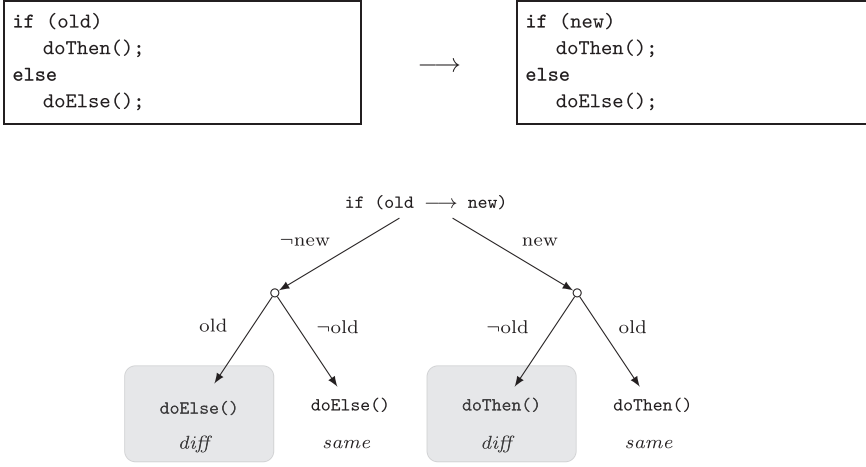 if (old)
doThen();
else
doElse();
⟶
if (new)
doThen();
else
doElse();
if (old ⟶ new)
¬new
new
old
¬old
¬old
old
doElse()
diff
doElse()
same
doThen()
diff
doThen()
same